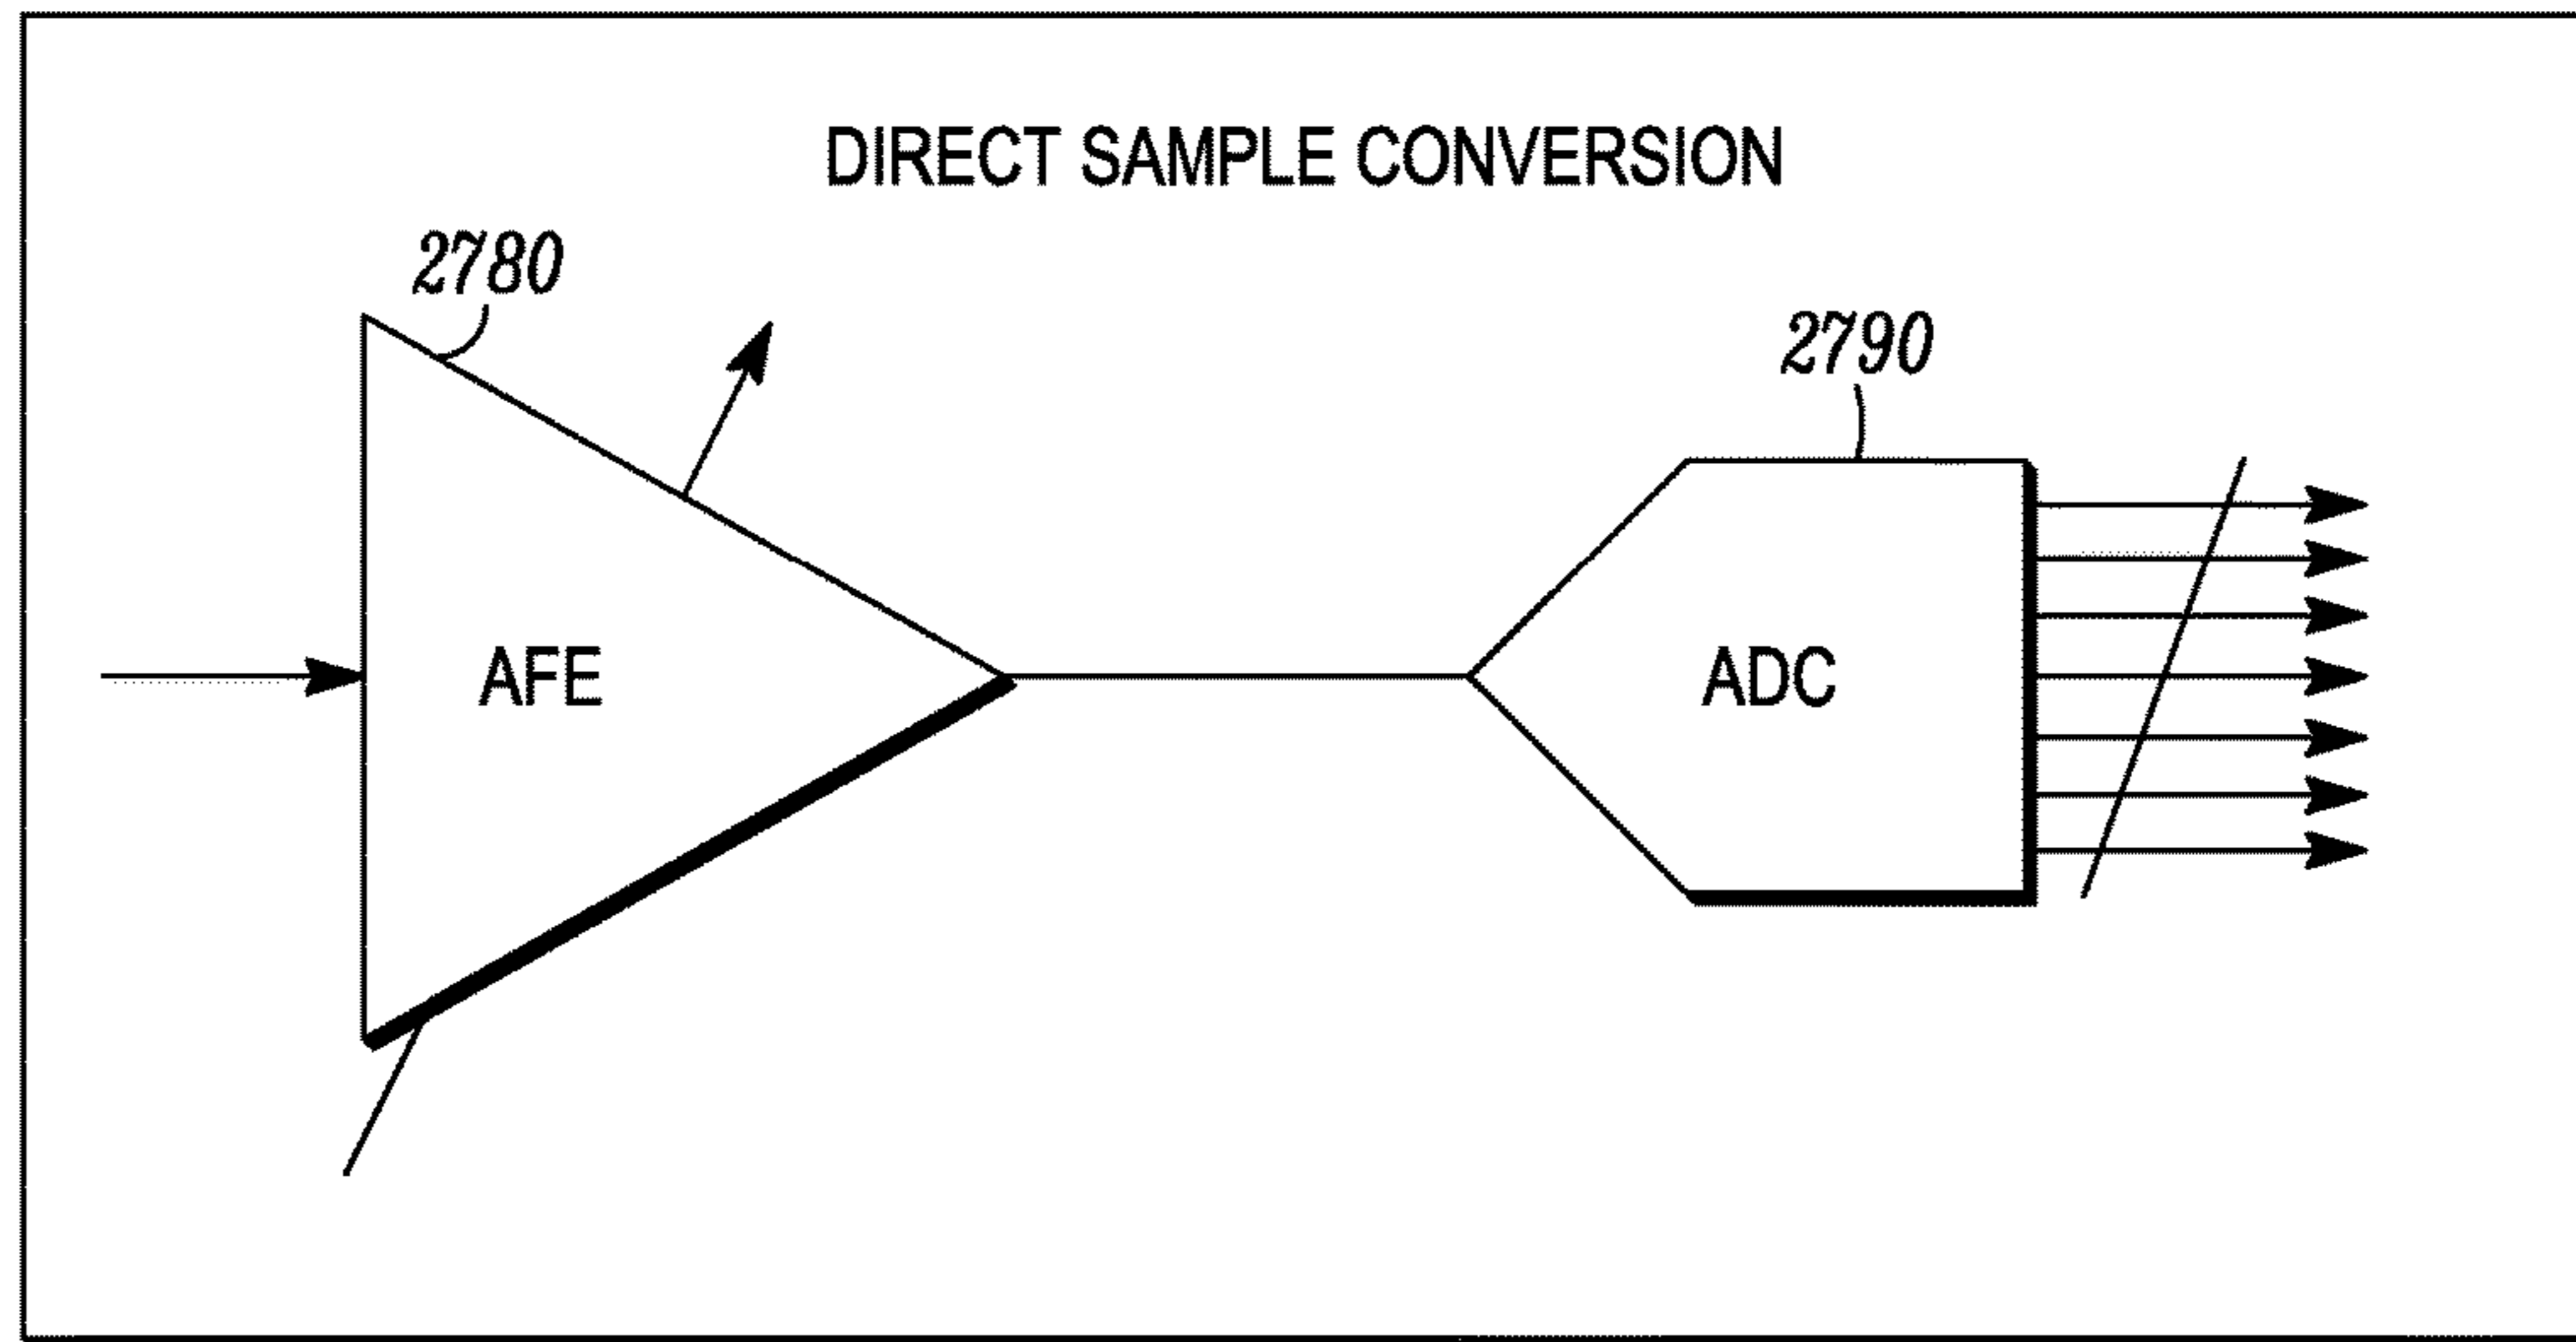 DIRECT SAMPLE CONVERSION
2780
2790
AFE
ADC